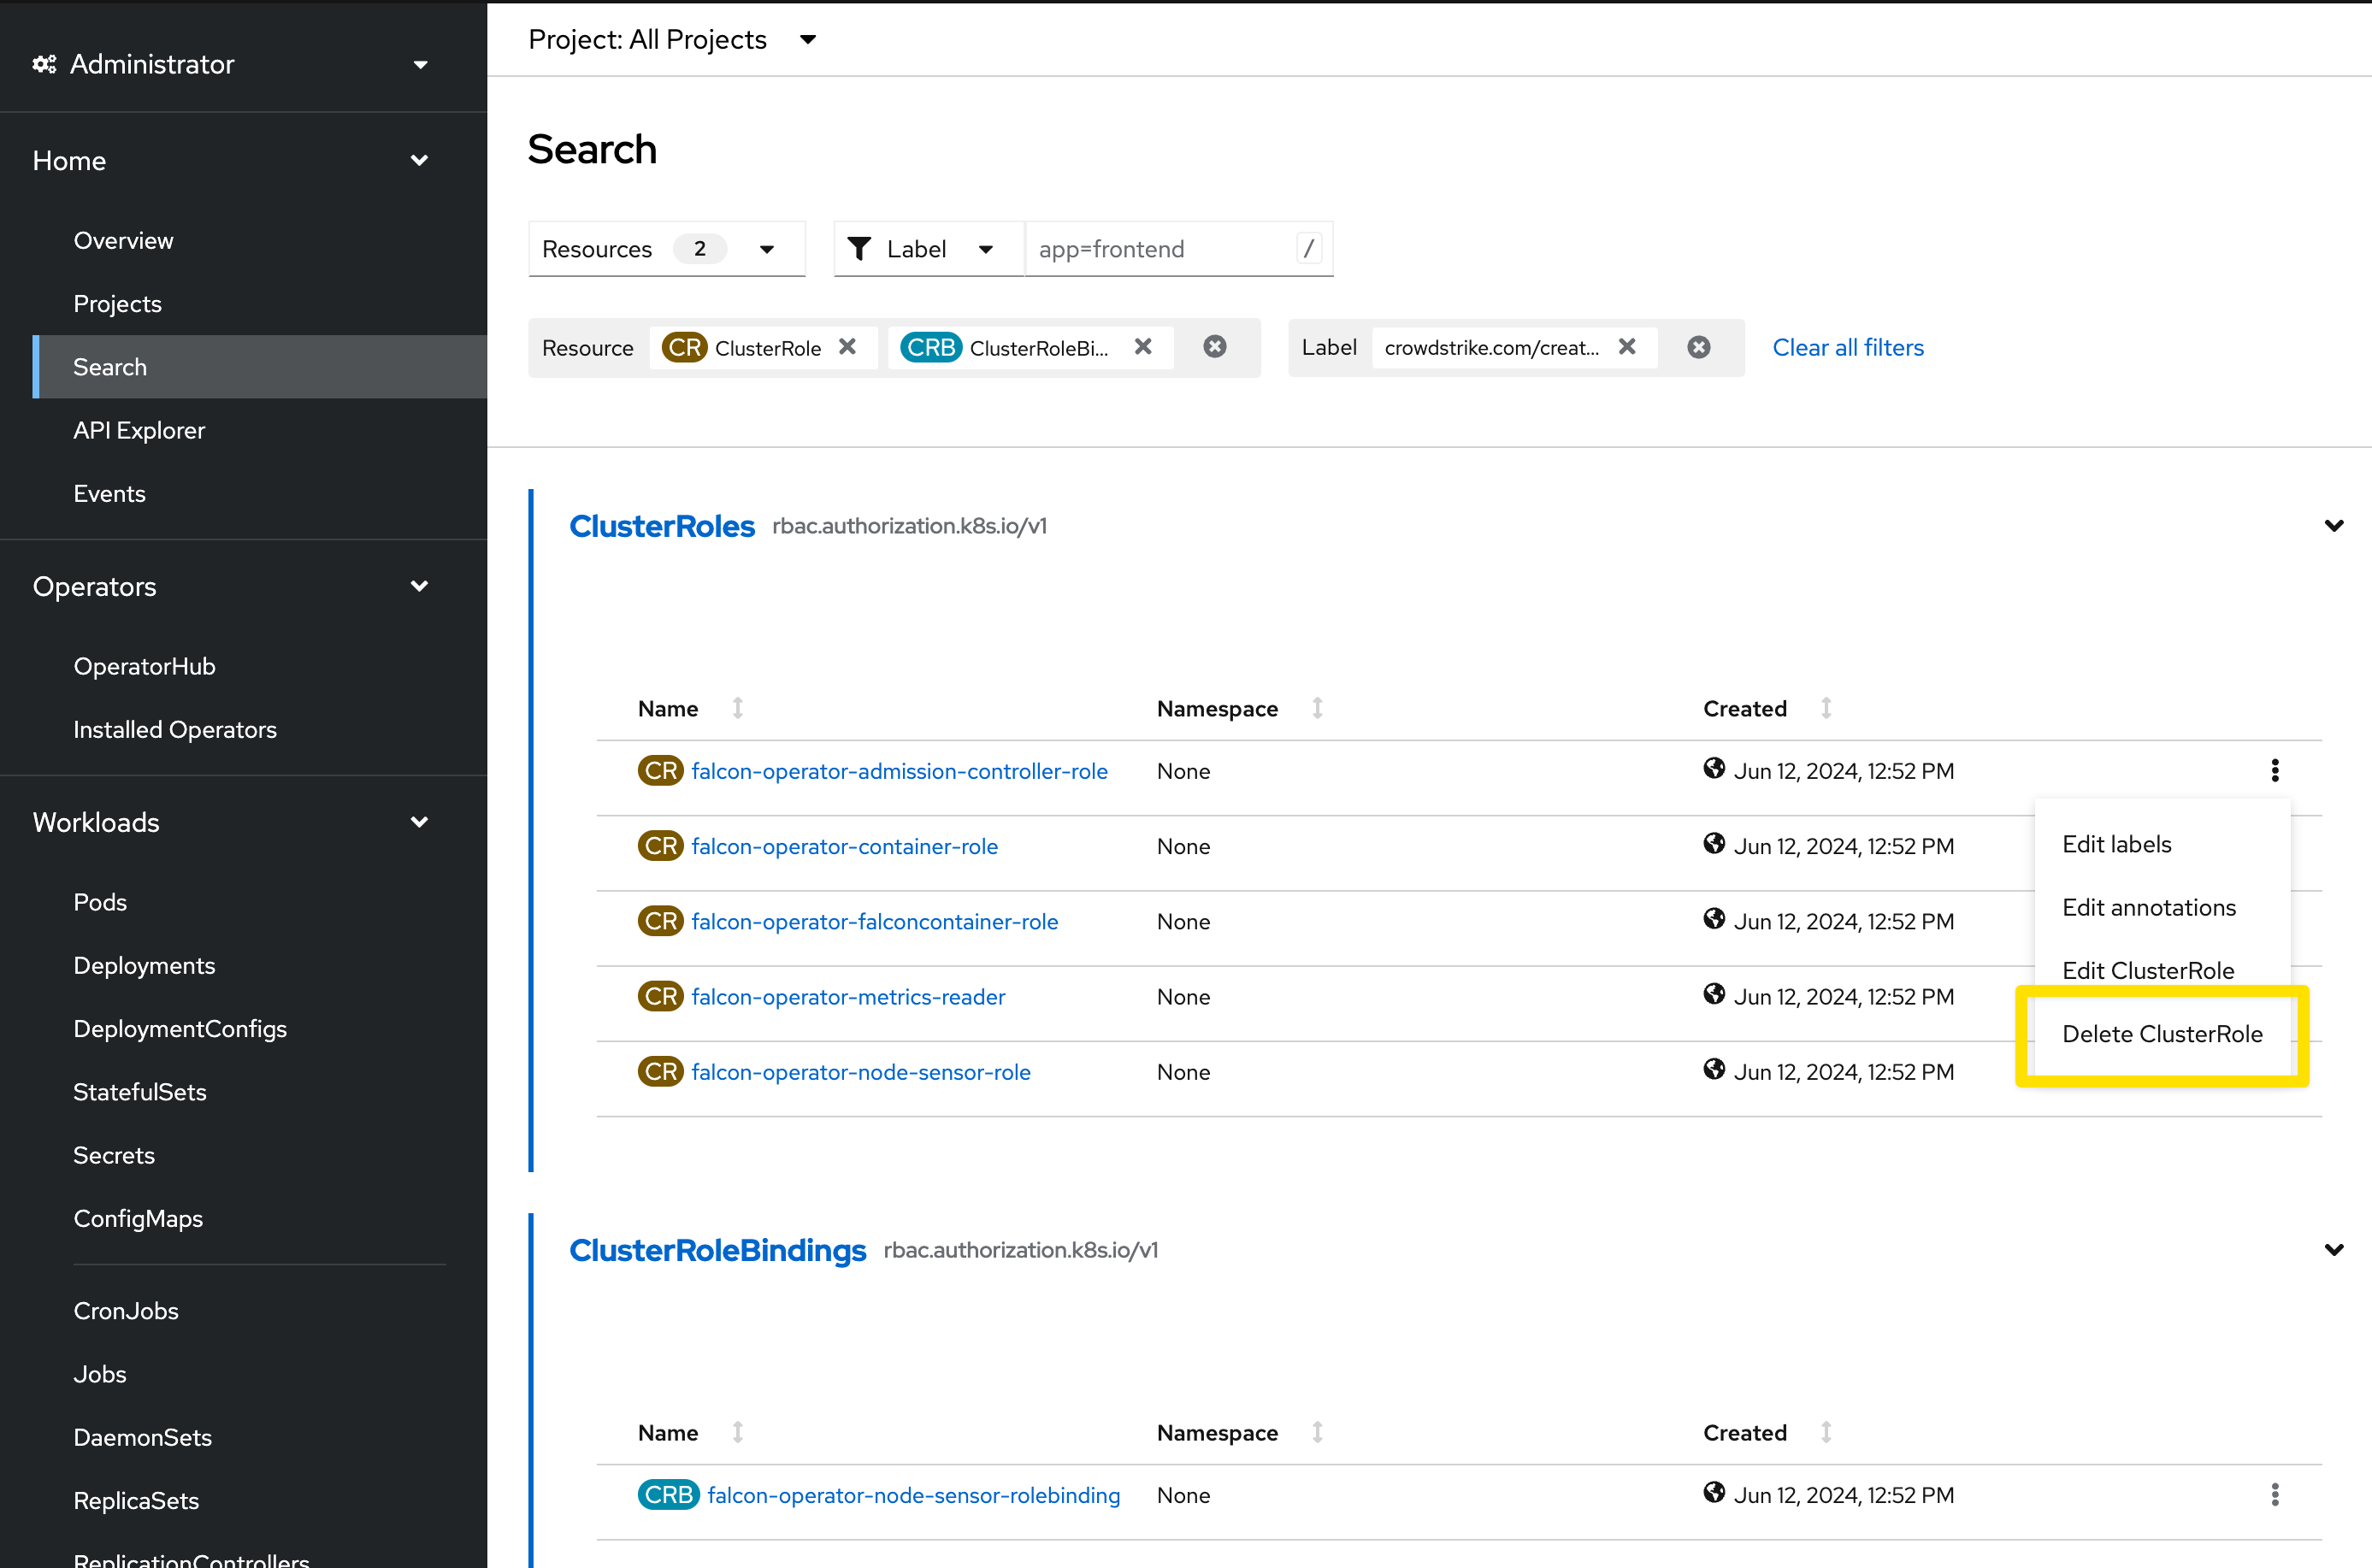 Administrator
Home
Overview
Projects
Search
API Explorer
Events
Operators
OperatorHub
Installed Operators
Workloads
Pods
Deployments
DeploymentConfigs
StatefulSets
Secrets
ConfigMaps
CronJobs
Jobs
DaemonSets
ReplicaSets
ReplicationControllers
Project: All Projects
Search
Resources 2 Label app=frontend /
Resource CR ClusterRole CRB ClusterRoleBi... Label crowdstrike.com/creat... Clear all filters
ClusterRoles rbac.authorization.k8s.io/v1
Name Namespace Created
CR falcon-operator-admission-controller-role None Jun 12, 2024, 12:52 PM
CR falcon-operator-container-role None Jun 12, 2024, 12:52 PM
CR falcon-operator-falconcontainer-role None Jun 12, 2024, 12:52 PM
CR falcon-operator-metrics-reader None Jun 12, 2024, 12:52 PM
CR falcon-operator-node-sensor-role None Jun 12, 2024, 12:52 PM
Edit labels
Edit annotations
Edit ClusterRole
Delete ClusterRole
ClusterRoleBindings rbac.authorization.k8s.io/v1
Name Namespace Created
CRB falcon-operator-node-sensor-rolebinding None Jun 12, 2024, 12:52 PM